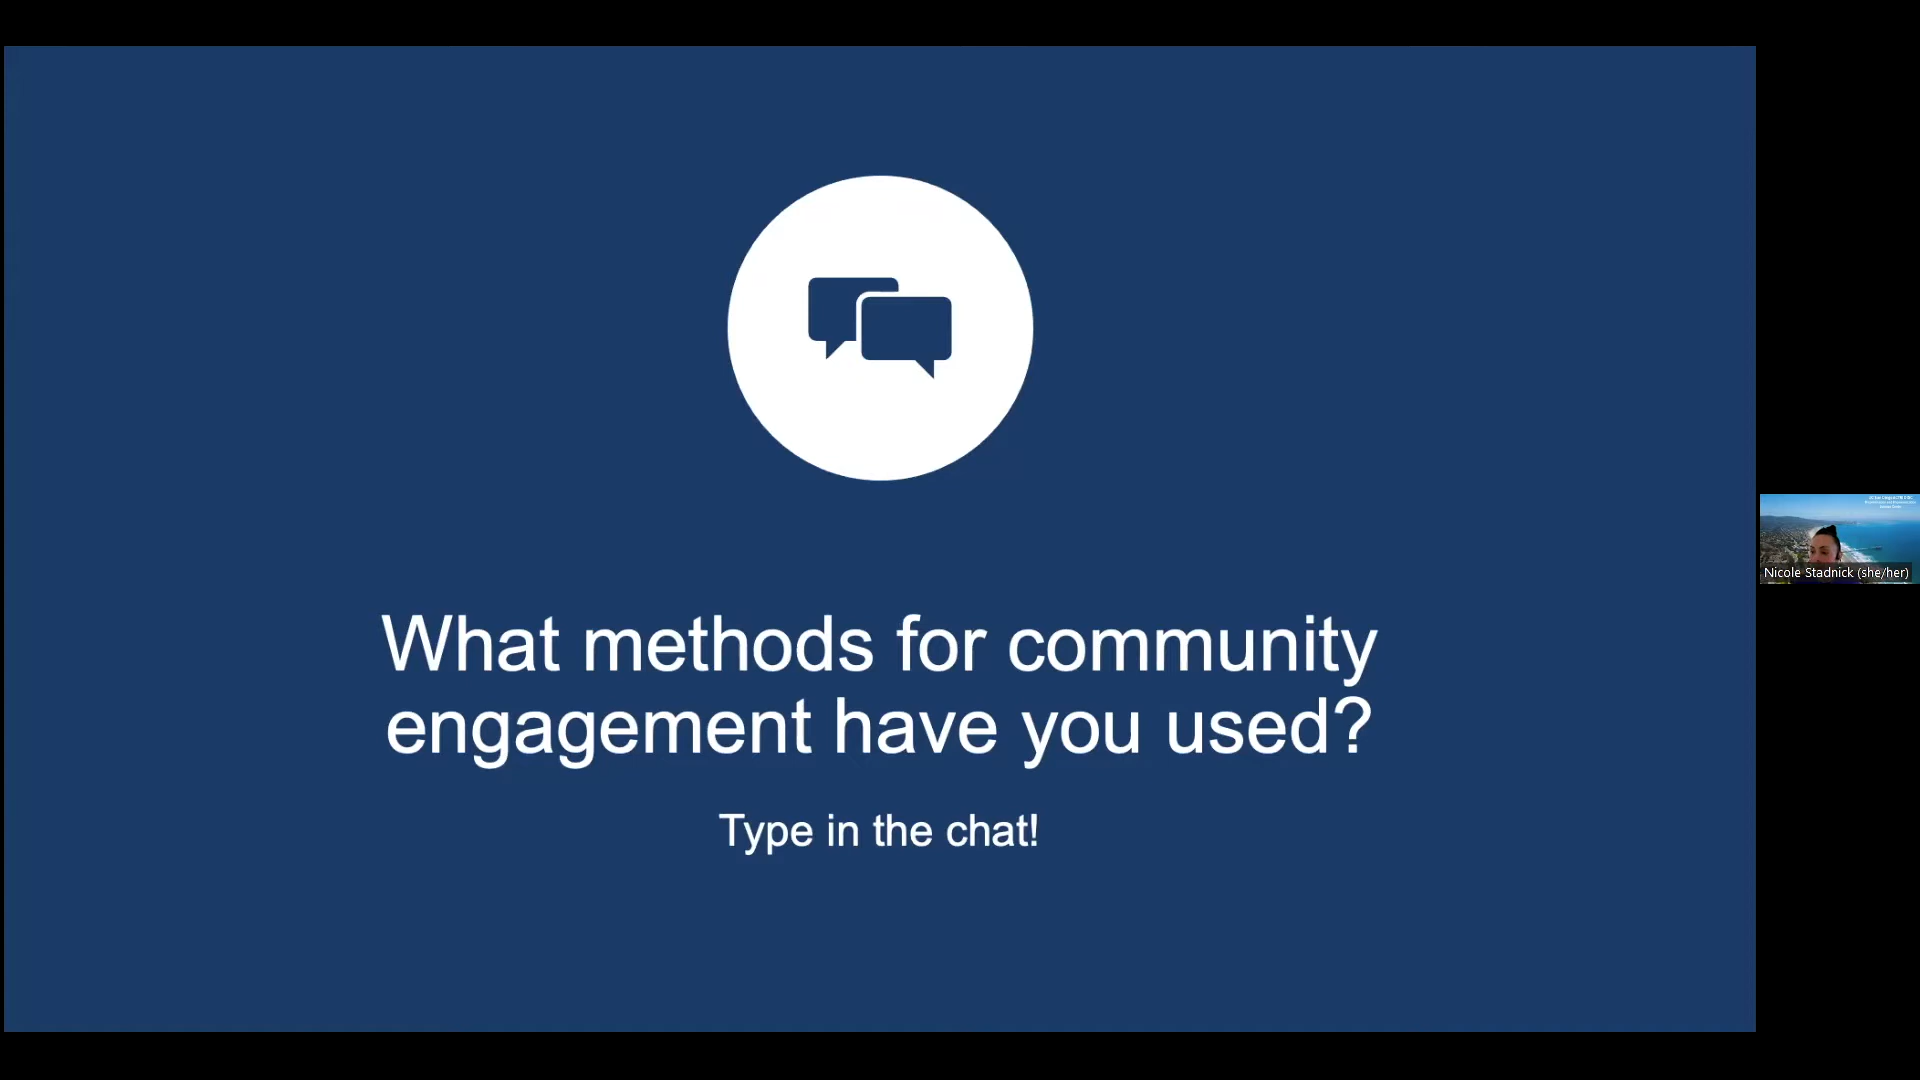 What methods for community
engagement have you used?
Type in the chat!
Nicole Stadnick (she/her)